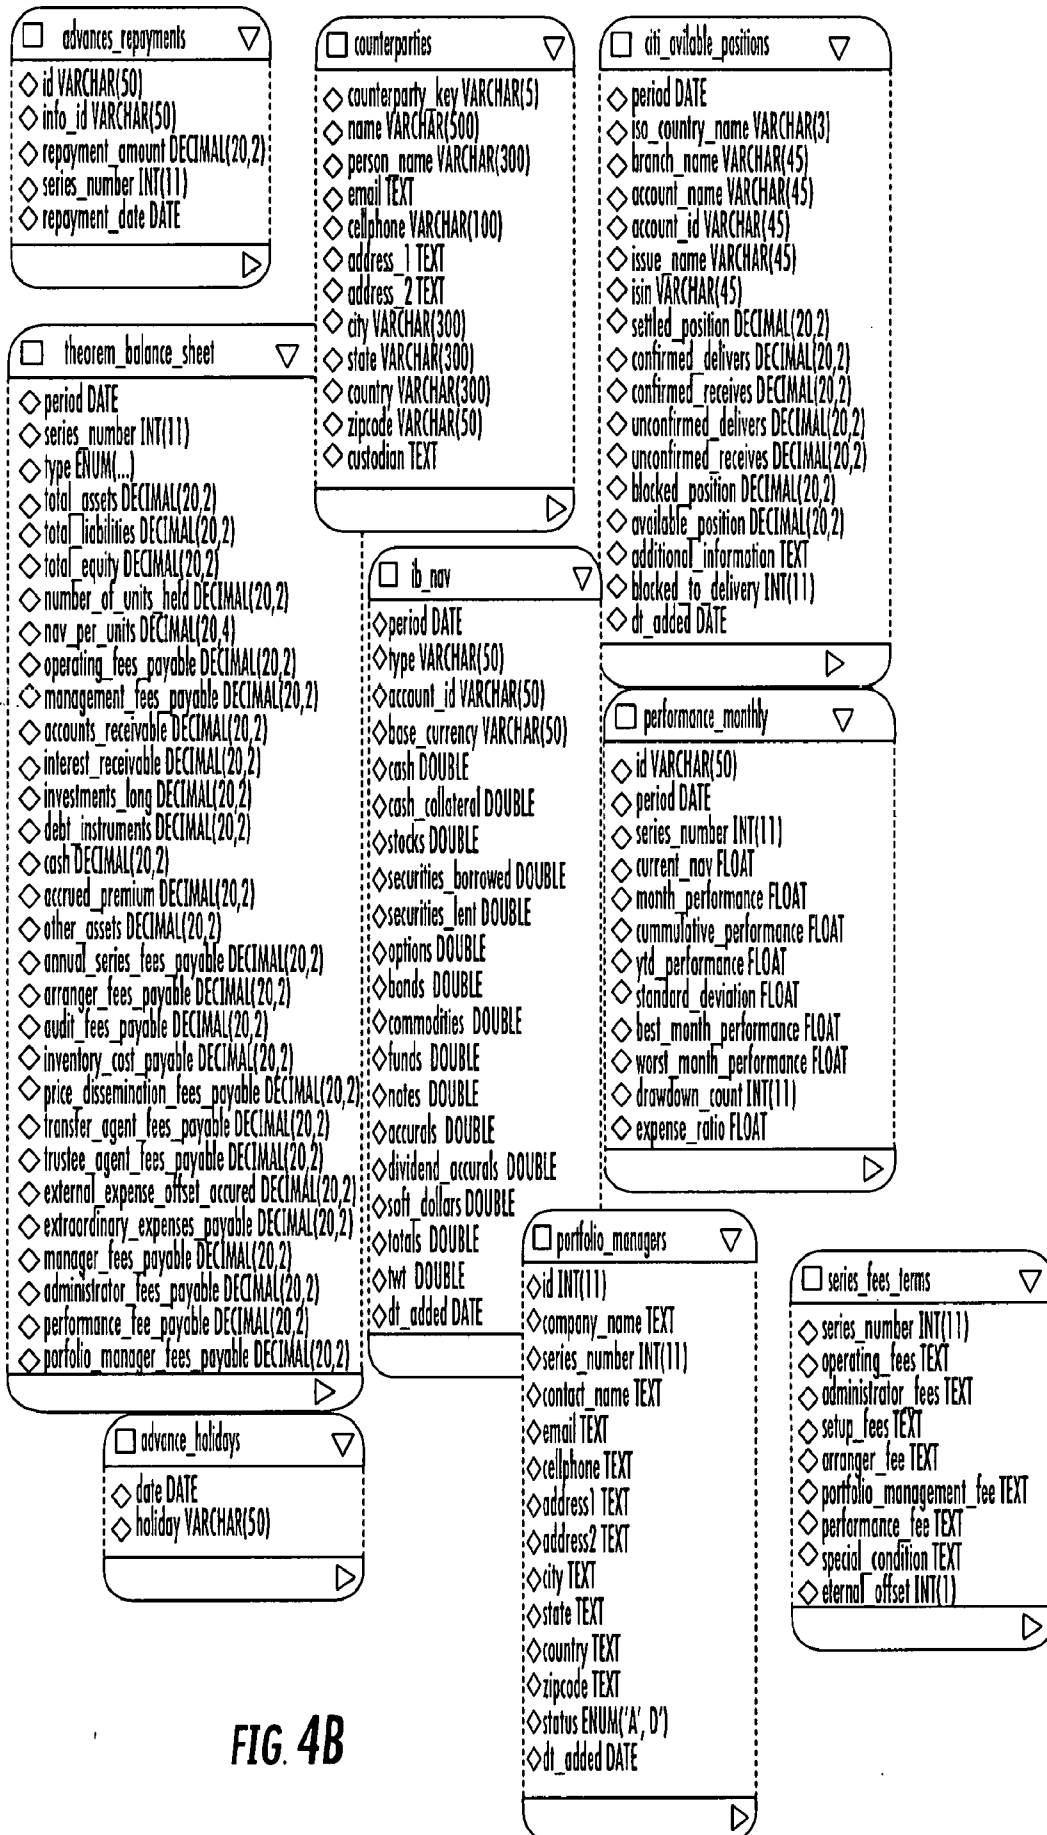 advances_repayments
id VARCHAR(50)
info_id VARCHAR(50)
repayment_amount DECIMAL(20,2)
series_number INT(11)
repayment_date DATE
counterparties
counterparty_key VARCHAR(5)
name VARCHAR(500)
person_name VARCHAR(300)
email TEXT
cellphone VARCHAR(100)
address_1 TEXT
address_2 TEXT
city VARCHAR(300)
state VARCHAR(300)
country VARCHAR(300)
zipcode VARCHAR(50)
custodian TEXT
citi_avilable_positions
period DATE
iso_country_name VARCHAR(3)
branch_name VARCHAR(45)
account_name VARCHAR(45)
account_id VARCHAR(45)
issue_name VARCHAR(45)
isin VARCHAR(45)
settled_position DECIMAL(20,2)
confirmed_delivers DECIMAL(20,2)
confirmed_receives DECIMAL(20,2)
unconfirmed_delivers DECIMAL(20,2)
unconfirmed_receives DECIMAL(20,2)
blocked_position DECIMAL(20,2)
available_position DECIMAL(20,2)
additional_information TEXT
blocked_to_delivery INT(11)
dt_added DATE
theorem_balance_sheet
period DATE
series_number INT(11)
type ENUM(...)
total_assets DECIMAL(20,2)
total_liabilities DECIMAL(20,2)
total_equity DECIMAL(20,2)
number_of_units_held DECIMAL(20,2)
nav_per_units DECIMAL(20,4)
operating_fees_payable DECIMAL(20,2)
management_fees_payable DECIMAL(20,2)
accounts_receivable DECIMAL(20,2)
interest_receivable DECIMAL(20,2)
investments_long DECIMAL(20,2)
debt_instruments DECIMAL(20,2)
cash DECIMAL(20,2)
accrued_premium DECIMAL(20,2)
other_assets DECIMAL(20,2)
annual_series_fees_payable DECIMAL(20,2)
arranger_fees_payable DECIMAL(20,2)
audit_fees_payable DECIMAL(20,2)
inventory_cost_payable DECIMAL(20,2)
price_dissemination_fees_payable DECIMAL(20,2)
transfer_agent_fees_payable DECIMAL(20,2)
trustee_agent_fees_payable DECIMAL(20,2)
external_expense_offset_accured DECIMAL(20,2)
extraordinary_expenses_payable DECIMAL(20,2)
manager_fees_payable DECIMAL(20,2)
administrator_fees_payable DECIMAL(20,2)
performance_fee_payable DECIMAL(20,2)
porfolio_manager_fees_payable DECIMAL(20,2)
ib_nav
period DATE
type VARCHAR(50)
account_id VARCHAR(50)
base_currency VARCHAR(50)
cash DOUBLE
cash_collateral DOUBLE
stocks DOUBLE
securities_borrowed DOUBLE
securities_lent DOUBLE
options DOUBLE
bonds DOUBLE
commodities DOUBLE
funds DOUBLE
notes DOUBLE
accurals DOUBLE
dividend_accurals DOUBLE
soft_dollars DOUBLE
totals DOUBLE
twt DOUBLE
dt_added DATE
performance_monthly
id VARCHAR(50)
period DATE
series_number INT(11)
current_nav FLOAT
month_performance FLOAT
cummulative_performance FLOAT
ytd_performance FLOAT
standard_deviation FLOAT
best_month_performance FLOAT
worst_month_performance FLOAT
drawdown_count INT(11)
expense_ratio FLOAT
portfolio_managers
id INT(11)
company_name TEXT
series_number INT(11)
contact_name TEXT
email TEXT
cellphone TEXT
address1 TEXT
address2 TEXT
city TEXT
state TEXT
country TEXT
zipcode TEXT
status ENUM('A', D')
dt_added DATE
series_fees_terms
series_number INT(11)
operating_fees TEXT
administrator_fees TEXT
setup_fees TEXT
arranger_fee TEXT
portfolio_management_fee TEXT
performance_fee TEXT
special_condition TEXT
eternal_offset INT(1)
advance_holidays
date DATE
holiday VARCHAR(50)
FIG. 4B